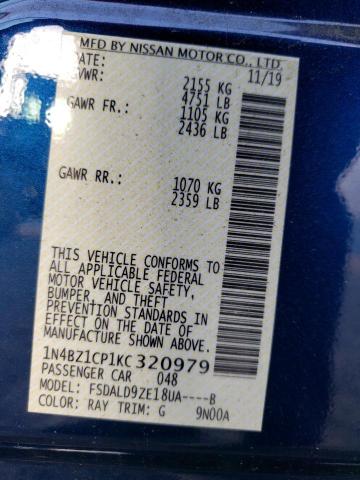 MFD BY NISSAN MOTOR CO., LTD.
DATE: 11/19
VWR: 2155 KG
4751 LB
GAWR FR.: 1105 KG
2436 LB
GAWR RR.: 1070 KG
2359 LB
THIS VEHICLE CONFORMS TO
ALL APPLICABLE FEDERAL
MOTOR VEHICLE SAFETY,
BUMPER, AND THEFT
PREVENTION STANDARDS IN
EFFECT ON THE DATE OF
MANUFACTURE SHOWN ABOVE.
1N4BZ1CP1KC320979
PASSENGER CAR 048
MODEL: FSDALD9ZE18UA----B
COLOR: RAY TRIM: G 9N00A